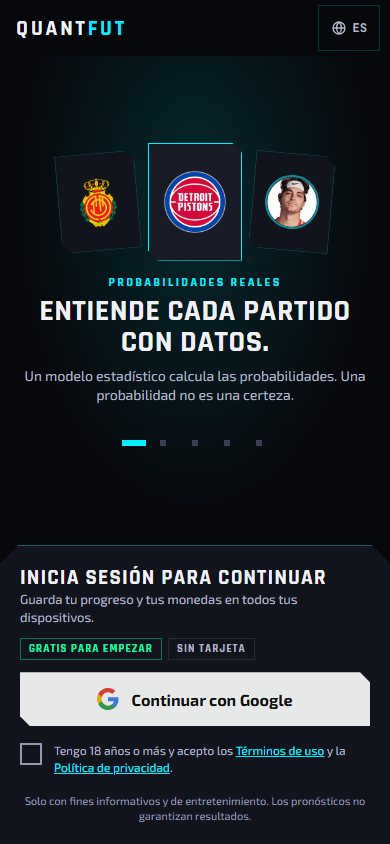 QUANTFUT
ES
DETROIT
PISTONS
PROBABILIDADES REALES
ENTIENDE CADA PARTIDO
CON DATOS.
Un modelo estadístico calcula las probabilidades. Una
probabilidad no es una certeza.
INICIA SESIÓN PARA CONTINUAR
Guarda tu progreso y tus monedas en todos tus
dispositivos.
GRATIS PARA EMPEZAR
SIN TARJETA
Continuar con Google
Tengo 18 años o más y acepto los Términos de uso y la
Política de privacidad.
Solo con fines informativos y de entretenimiento. Los pronósticos no
garantizan resultados.